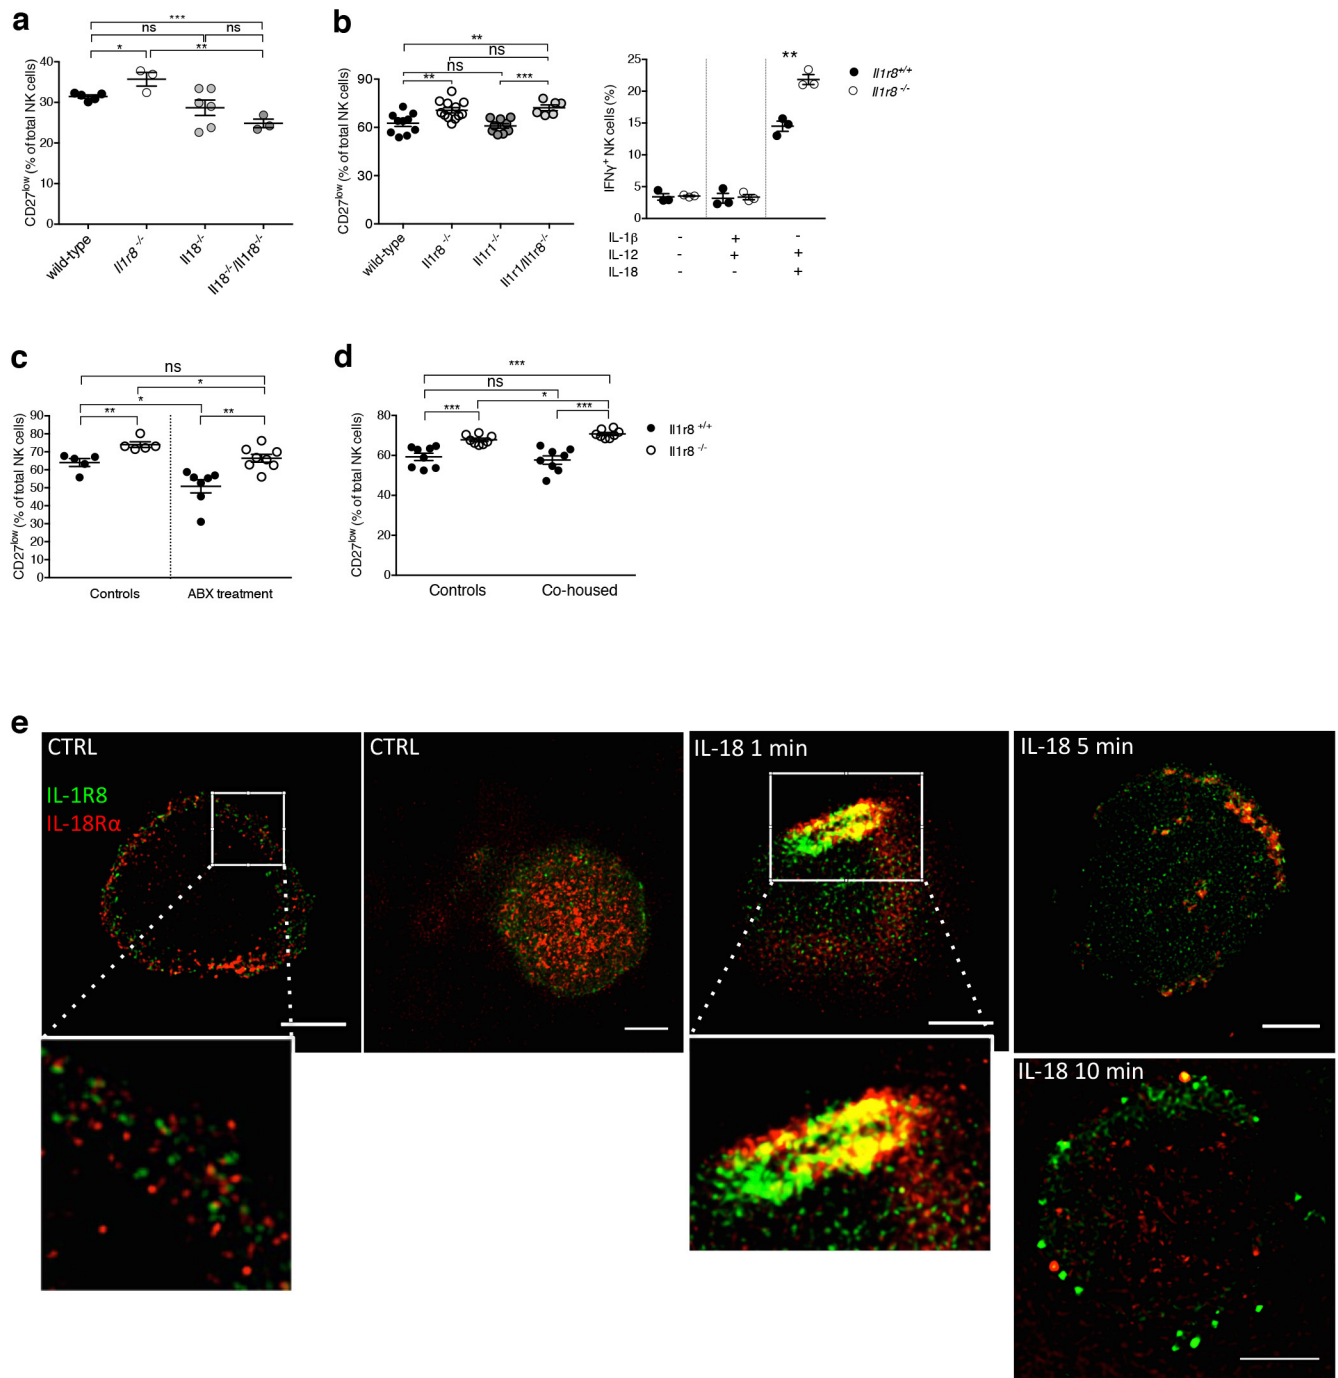 a
***
ns ns
* **
CD27low (% of total NK cells)
40
30
20
10
0
wild-type
Il1r8 -/-
Il18-/-
Il18-/-/Il1r8-/-
b
**
ns
ns
** ***
CD27low (% of total NK cells)
90
60
30
0
wild-type
Il1r8 -/-
Il1r1-/-
Il1r1/Il1r8-/-
IFNγ+ NK cells (%)
25
20
15
10
5
0
**
Il1r8+/+
Il1r8 -/-
IL-1β - + -
IL-12 - + +
IL-18 - - +
c
ns
*
*
** **
CD27low (% of total NK cells)
90
80
70
60
50
40
30
20
10
0
Controls ABX treatment
d
***
ns
*
*** ***
CD27low (% of total NK cells)
80
60
40
20
0
Controls Co-housed
Il1r8 +/+
Il1r8 -/-
e
CTRL
IL-1R8
IL-18Rα
CTRL
IL-18 1 min
IL-18 5 min
IL-18 10 min